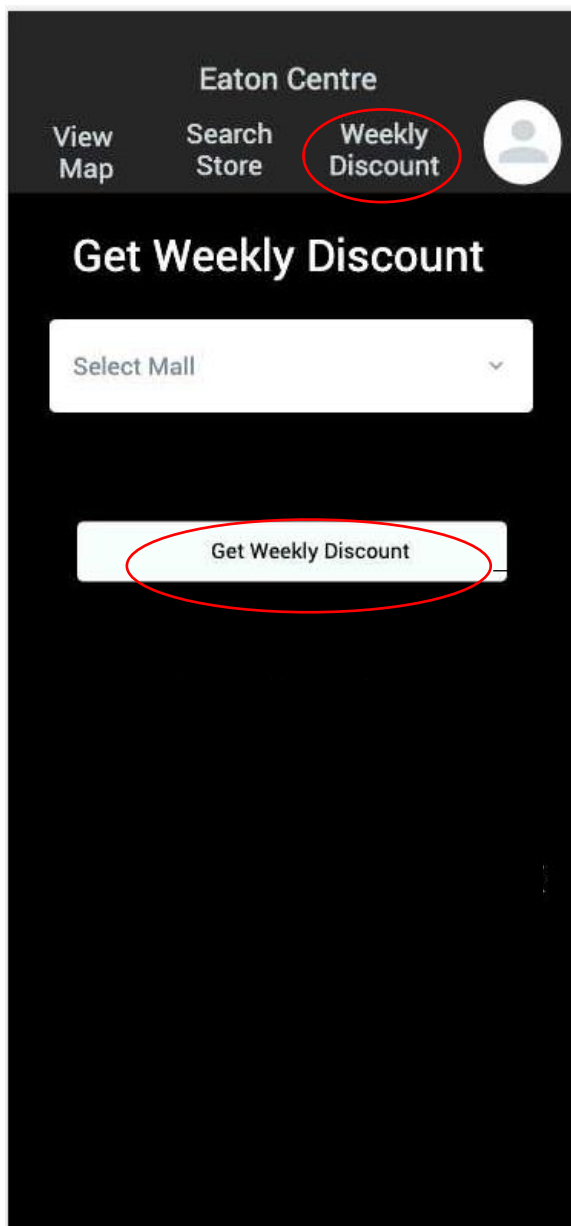 Eaton Centre
View
Map
Search
Store
Weekly
Discount
Get Weekly Discount
Select Mall
Get Weekly Discount